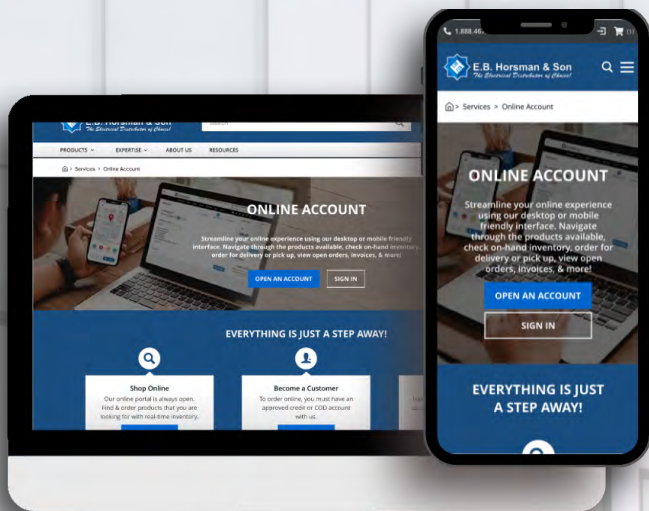 E.B. Horsman & Son
The Electrical Distributor of Choice!
Search
PRODUCTS
EXPERTISE
ABOUT US
RESOURCES
> Services > Online Account
ONLINE ACCOUNT
Streamline your online experience using our desktop or mobile friendly
interface. Navigate through the products available, check on-hand inventory,
order for delivery or pick up, view open orders, invoices, & more!
OPEN AN ACCOUNT
SIGN IN
EVERYTHING IS JUST A STEP AWAY!
Shop Online
Our online portal is always open.
Find & order products that you are
looking for with real-time inventory.
Become a Customer
To order online, you must have an
approved credit or COD account
with us.
1.888.467
E.B. Horsman & Son
The Electrical Distributor of Choice!
> Services > Online Account
ONLINE ACCOUNT
Streamline your online experience
using our desktop or mobile
friendly interface. Navigate
through the products available,
check on-hand inventory, order for
delivery or pick up, view open
orders, invoices, & more!
OPEN AN ACCOUNT
SIGN IN
EVERYTHING IS JUST
A STEP AWAY!